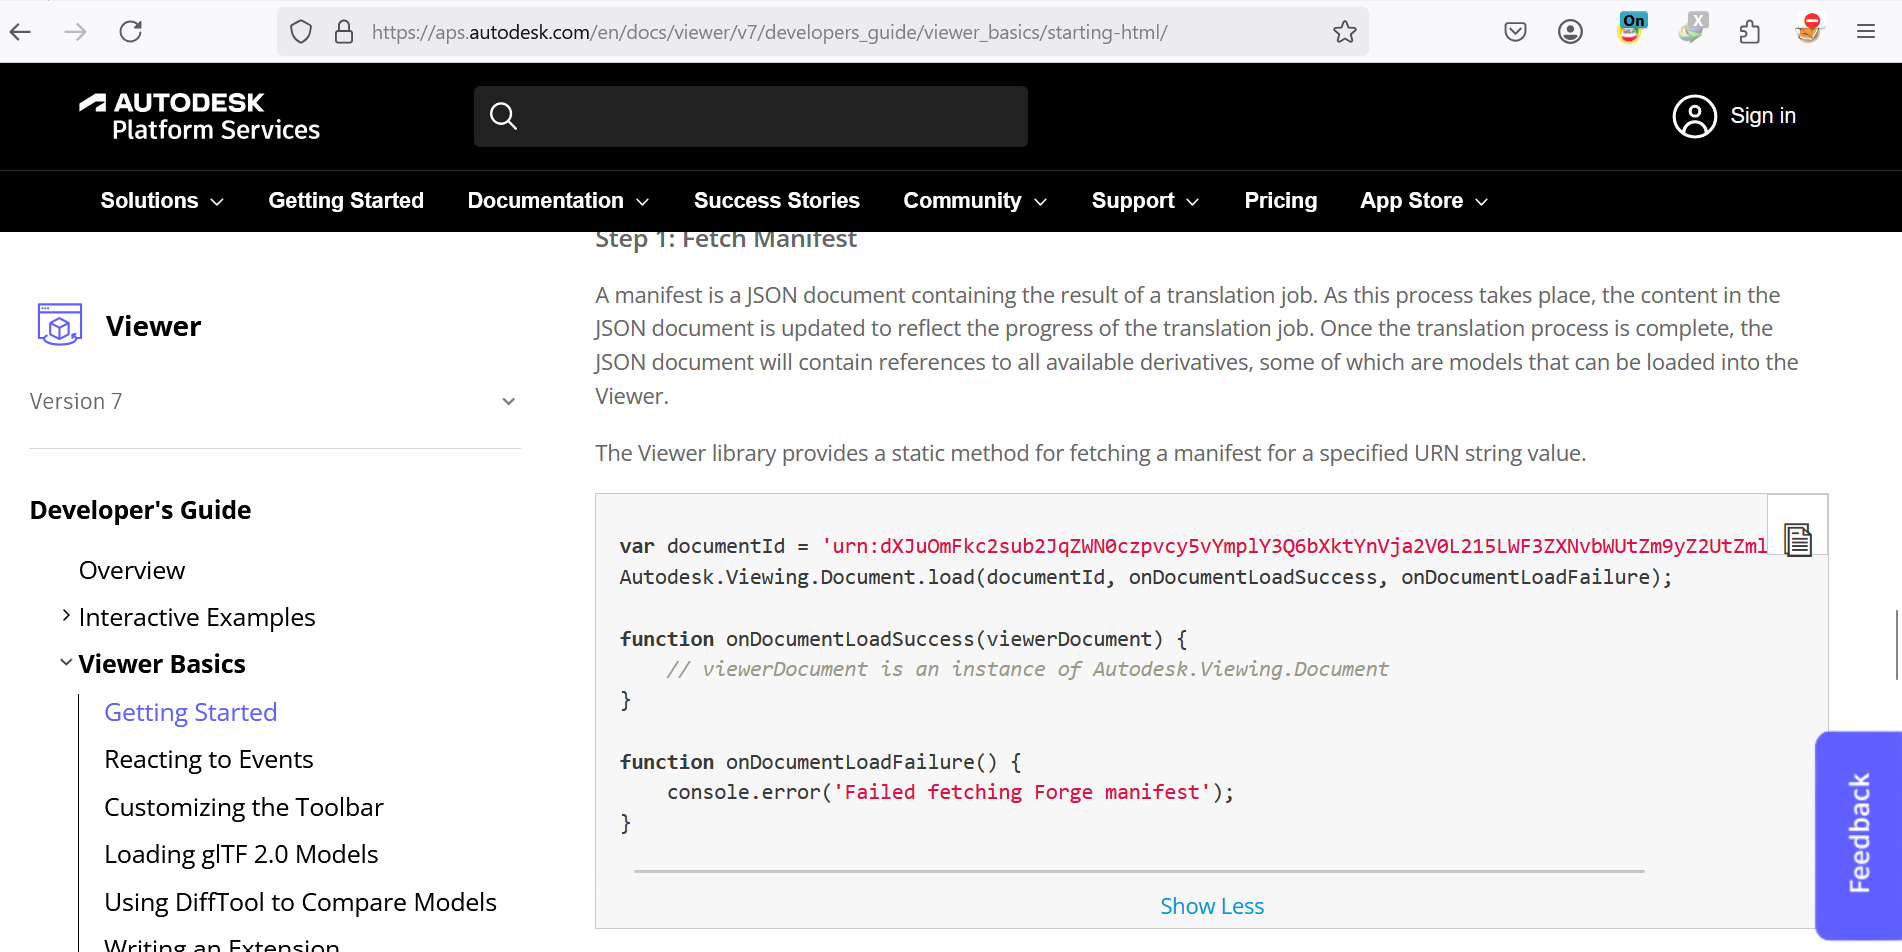 https://aps.autodesk.com/en/docs/viewer/v7/developers_guide/viewer_basics/starting-html/
On
X
AUTODESK
Platform Services
Sign in
Solutions
Getting Started
Documentation
Success Stories
Community
Support
Pricing
App Store
Viewer
Version 7
Developer's Guide
Overview
Interactive Examples
Viewer Basics
Getting Started
Reacting to Events
Customizing the Toolbar
Loading glTF 2.0 Models
Using DiffTool to Compare Models
Writing an Extension
Step 1: Fetch Manifest
A manifest is a JSON document containing the result of a translation job. As this process takes place, the content in the
JSON document is updated to reflect the progress of the translation job. Once the translation process is complete, the
JSON document will contain references to all available derivatives, some of which are models that can be loaded into the
Viewer.
The Viewer library provides a static method for fetching a manifest for a specified URN string value.
var documentId = 'urn:dXJuOmFkc2sub2JqZWN0czpvcy5vYmplY3Q6bXktYnVja2V0L215LWF3ZXNvbWUtZm9yZ2UtZml
Autodesk.Viewing.Document.load(documentId, onDocumentLoadSuccess, onDocumentLoadFailure);
function onDocumentLoadSuccess(viewerDocument) {
// viewerDocument is an instance of Autodesk.Viewing.Document
}
function onDocumentLoadFailure() {
console.error('Failed fetching Forge manifest');
}
Show Less
Feedback